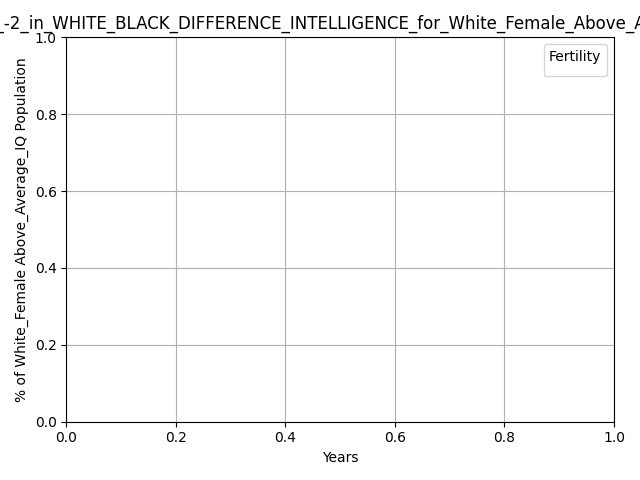 _-2_in_WHITE_BLACK_DIFFERENCE_INTELLIGENCE_for_White_Female_Above_A
Fertility
% of White_Female Above_Average_IQ Population
1.0
0.8
0.6
0.4
0.2
0.0
0.0 0.2 0.4 0.6 0.8 1.0
Years